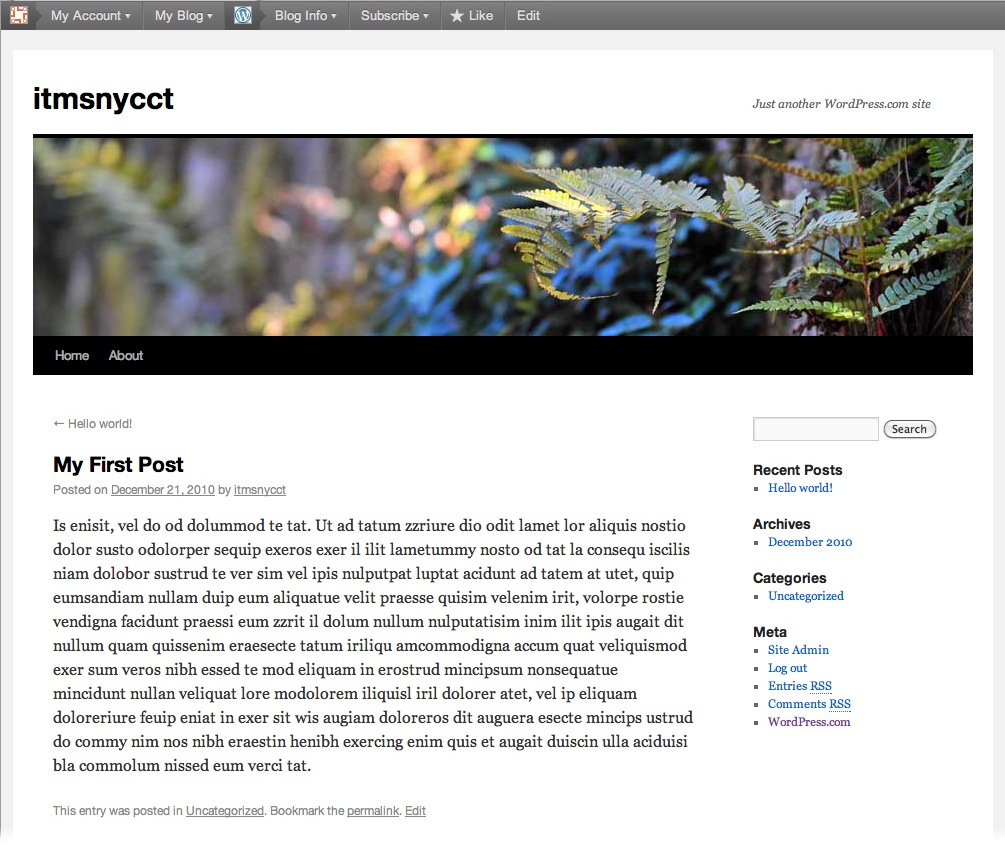 My Account ▾ My Blog ▾ Blog Info ▾ Subscribe ▾ ★ Like Edit
itmsnycct
Just another WordPress.com site
Home About
← Hello world!
My First Post
Posted on December 21, 2010 by itmsnycct
Is enisit, vel do od dolummod te tat. Ut ad tatum zzriure dio odit lamet lor aliquis nostio
dolor susto odolorper sequip exeros exer il ilit lametummy nosto od tat la consequ iscilis
niam dolobor sustrud te ver sim vel ipis nulputpat luptat acidunt ad tatem at utet, quip
eumsandiam nullam duip eum aliquatue velit praesse quisim velenim irit, volorpe rostie
vendigna facidunt praessi eum zzrit il dolum nullum nulputatisim inim ilit ipis augait dit
nullum quam quissenim eraesecte tatum iriliqu amcommodigna accum quat veliquismod
exer sum veros nibh essed te mod eliquam in erostrud mincipsum nonsequatue
mincidunt nullan veliquat lore modolorem iliquisl iril dolorer atet, vel ip eliquam
doloreriure feuip eniat in exer sit wis augiam doloreros dit auguera esecte mincips ustrud
do commy nim nos nibh eraestin henibh exercing enim quis et augait duiscin ulla aciduisi
bla commolum nissed eum verci tat.
This entry was posted in Uncategorized. Bookmark the permalink. Edit
Search
Recent Posts
Hello world!
Archives
December 2010
Categories
Uncategorized
Meta
Site Admin
Log out
Entries RSS
Comments RSS
WordPress.com